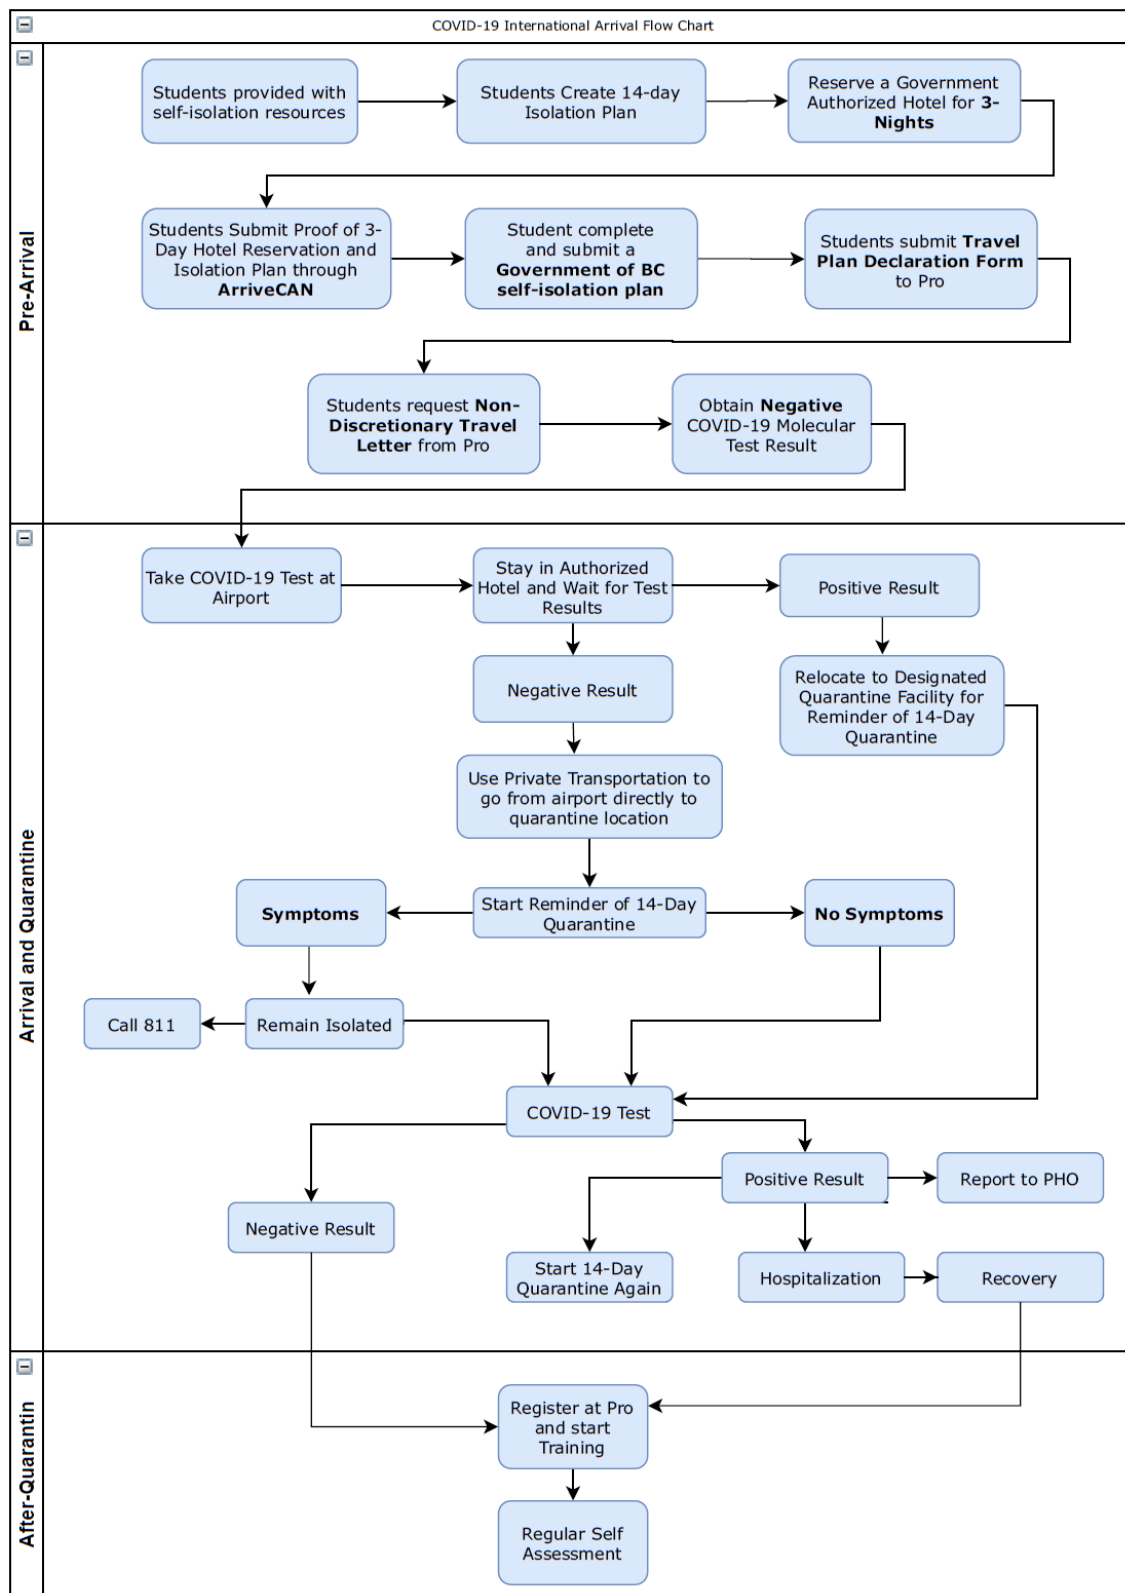 COVID-19 International Arrival Flow Chart
Pre-Arrival
Students provided with
self-isolation resources
Students Create 14-day
Isolation Plan
Reserve a Government
Authorized Hotel for 3-
Nights
Students Submit Proof of 3-
Day Hotel Reservation and
Isolation Plan through
ArriveCAN
Student complete
and submit a
Government of BC
self-isolation plan
Students submit Travel
Plan Declaration Form
to Pro
Students request Non-
Discretionary Travel
Letter from Pro
Obtain Negative
COVID-19 Molecular
Test Result
Arrival and Quarantine
Take COVID-19 Test at
Airport
Stay in Authorized
Hotel and Wait for Test
Results
Positive Result
Negative Result
Relocate to Designated
Quarantine Facility for
Reminder of 14-Day
Quarantine
Use Private Transportation to
go from airport directly to
quarantine location
Symptoms
Start Reminder of 14-Day
Quarantine
No Symptoms
Call 811
Remain Isolated
COVID-19 Test
Positive Result
Report to PHO
Negative Result
Start 14-Day
Quarantine Again
Hospitalization
Recovery
After-Quarantin
Register at Pro
and start
Training
Regular Self
Assessment